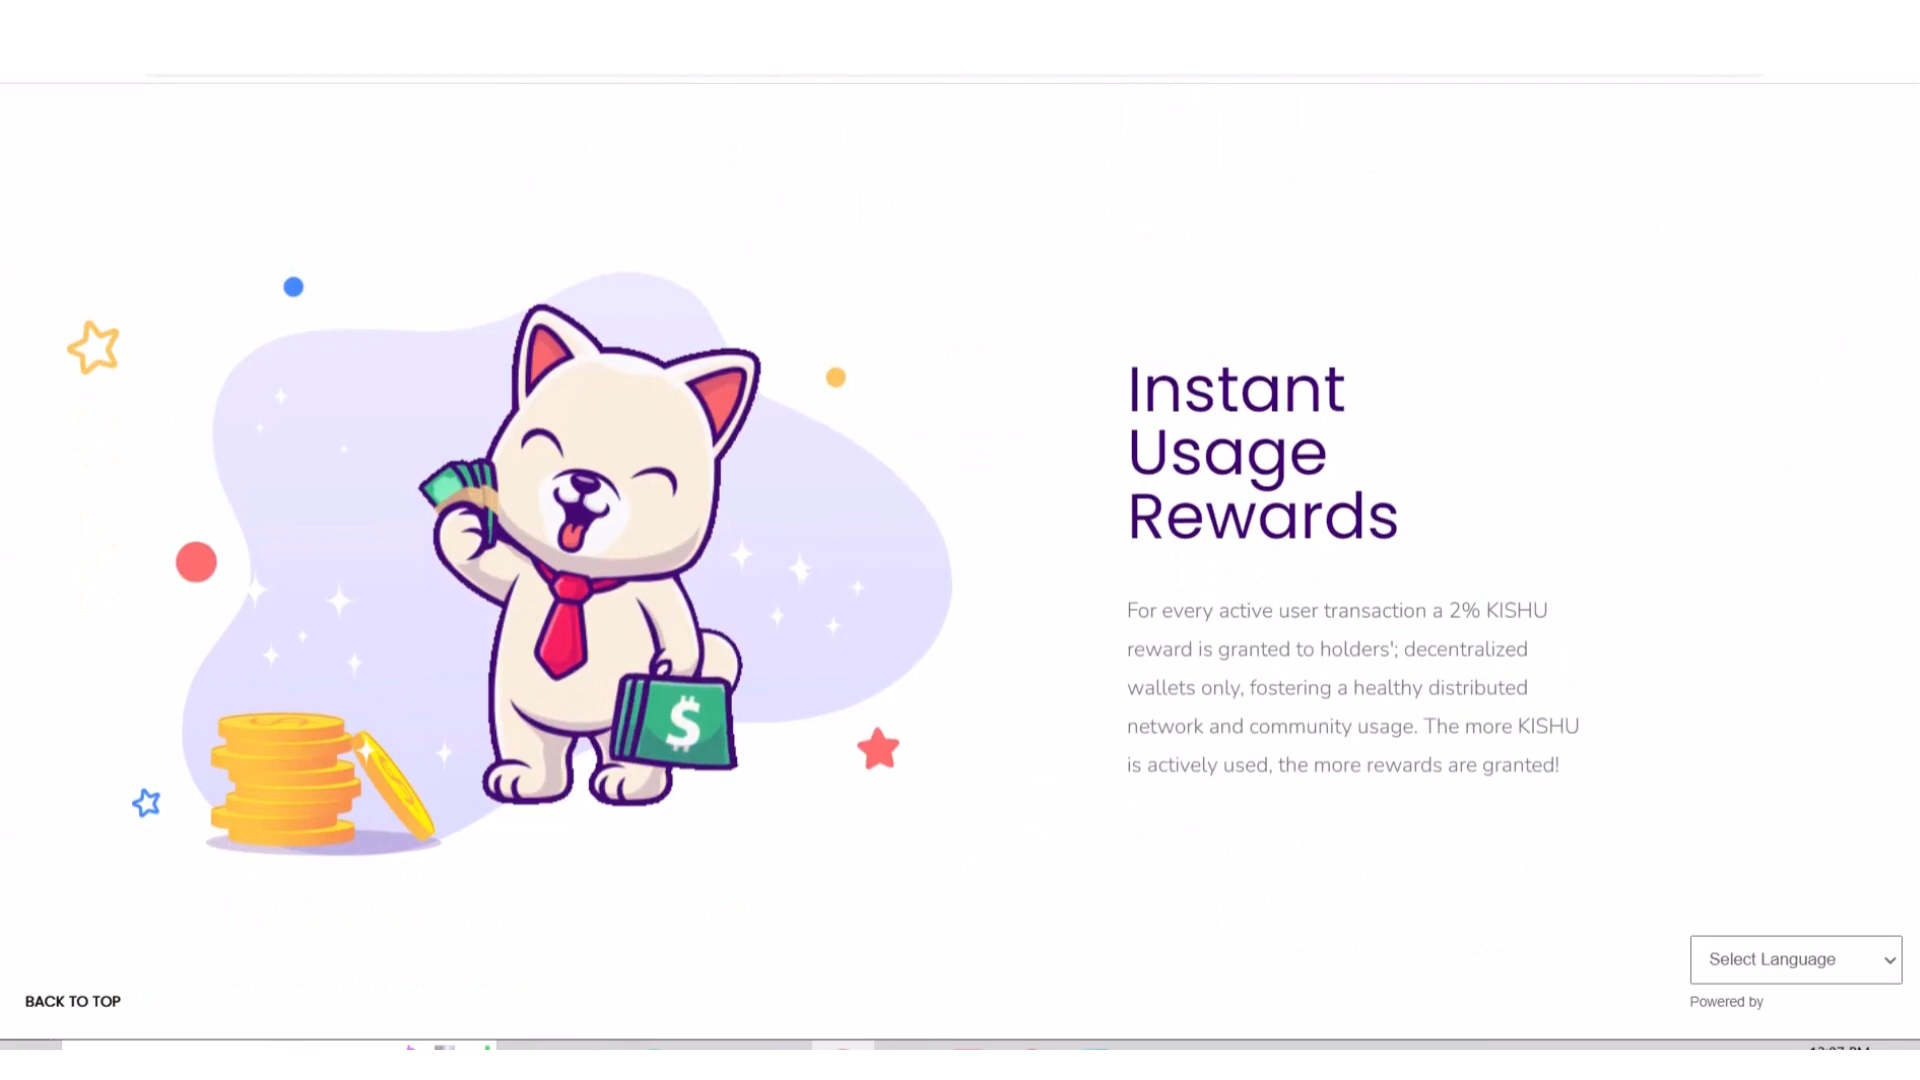 Instant
Usage
Rewards
For every active user transaction a 2% KISHU
reward is granted to holders'; decentralized
wallets only, fostering a healthy distributed
network and community usage. The more KISHU
is actively used, the more rewards are granted!
$
Select Language
BACK TO TOP
Powered by